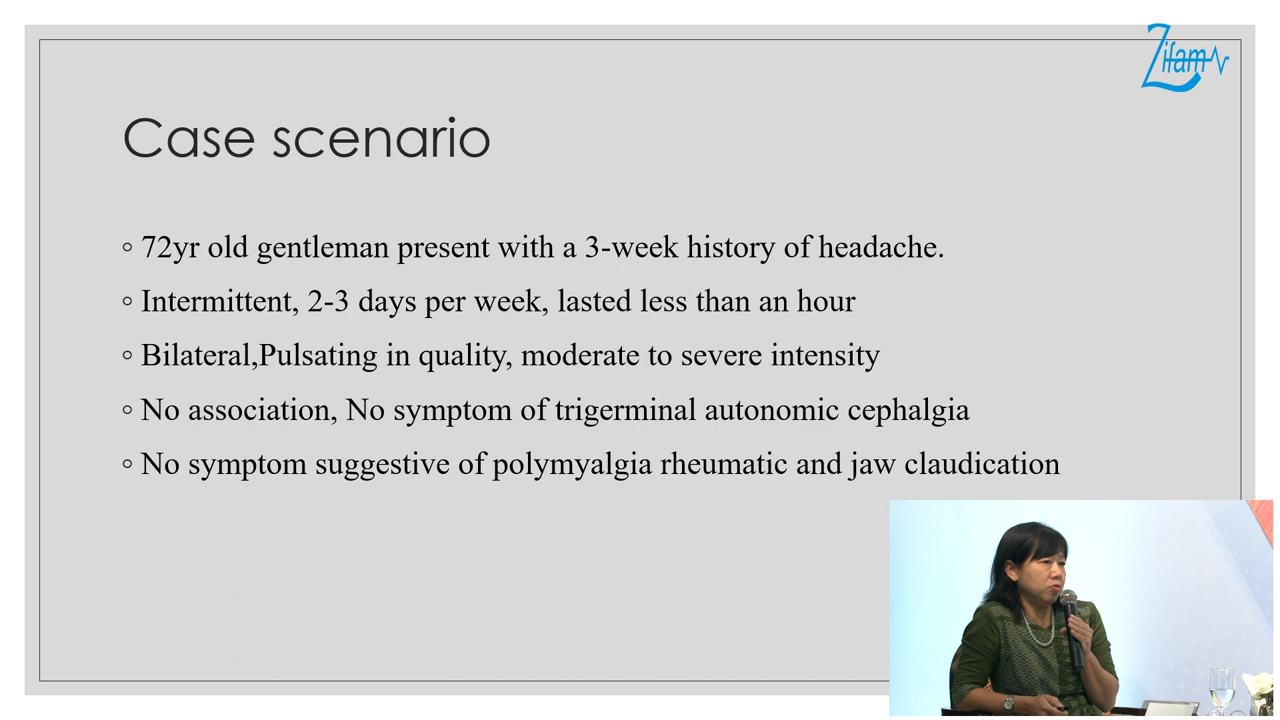 Zifam
Case scenario
◦ 72yr old gentleman present with a 3-week history of headache.
◦ Intermittent, 2-3 days per week, lasted less than an hour
◦ Bilateral,Pulsating in quality, moderate to severe intensity
◦ No association, No symptom of trigerminal autonomic cephalgia
◦ No symptom suggestive of polymyalgia rheumatic and jaw claudication